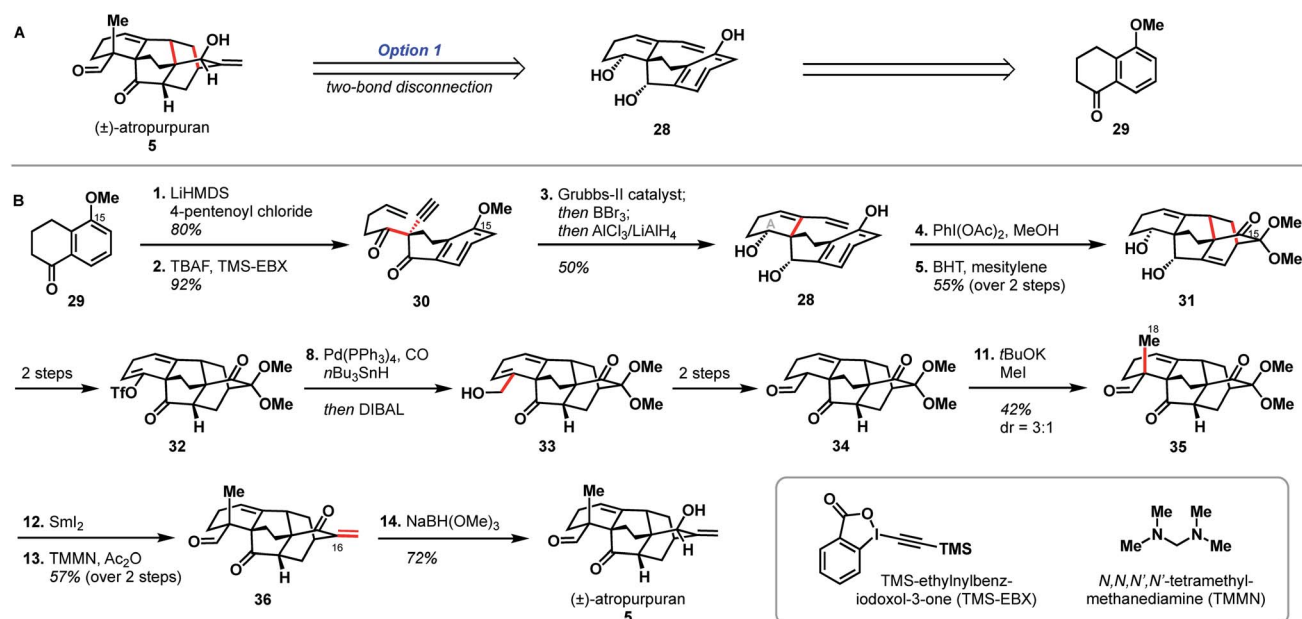 A
Me
OH
O
O
H
H
(±)-atropurpuran
5
Option 1
two-bond disconnection
OH
HO
HO
28
OMe
O
29
B
OMe
15
O
29
1. LiHMDS
4-pentenoyl chloride
80%
2. TBAF, TMS-EBX
92%
OMe
15
O
O
30
3. Grubbs-II catalyst;
then BBr3;
then AlCl3/LiAlH4
50%
A
OH
HO
HO
28
4. PhI(OAc)2, MeOH
5. BHT, mesitylene
55% (over 2 steps)
O
OMe
15
OMe
HO
HO
31
2 steps
O
OMe
OMe
TfO
O
H
32
8. Pd(PPh3)4, CO
nBu3SnH
then DIBAL
O
OMe
OMe
HO
O
H
33
2 steps
O
OMe
OMe
O
O
H
34
11. tBuOK
MeI
42%
dr = 3:1
18
Me
O
OMe
OMe
O
O
H
35
12. SmI2
13. TMMN, Ac2O
57% (over 2 steps)
Me
O
O
O
16
H
36
14. NaBH(OMe)3
72%
Me
OH
O
O
H
H
(±)-atropurpuran
5
O
O
I
TMS
TMS-ethylnylbenz-
iodoxol-3-one (TMS-EBX)
Me
Me
N
N
Me
Me
N,N,N',N'-tetramethyl-
methanediamine (TMMN)